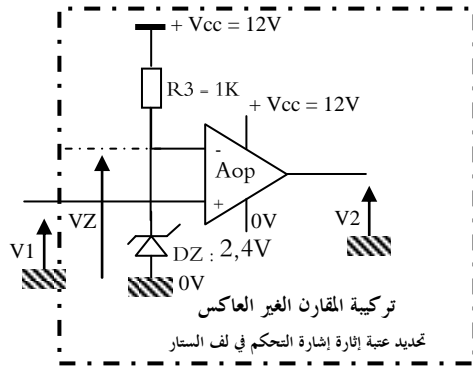 + Vcc = 12V
R3 = 1K
+ Vcc = 12V
-
Aop
+
0V
V1
VZ
V2
DZ : 2,4V
0V
تركيبة المقارن الغير العاكس
تحديد عتبة إثارة إشارة التحكم في لف الستار